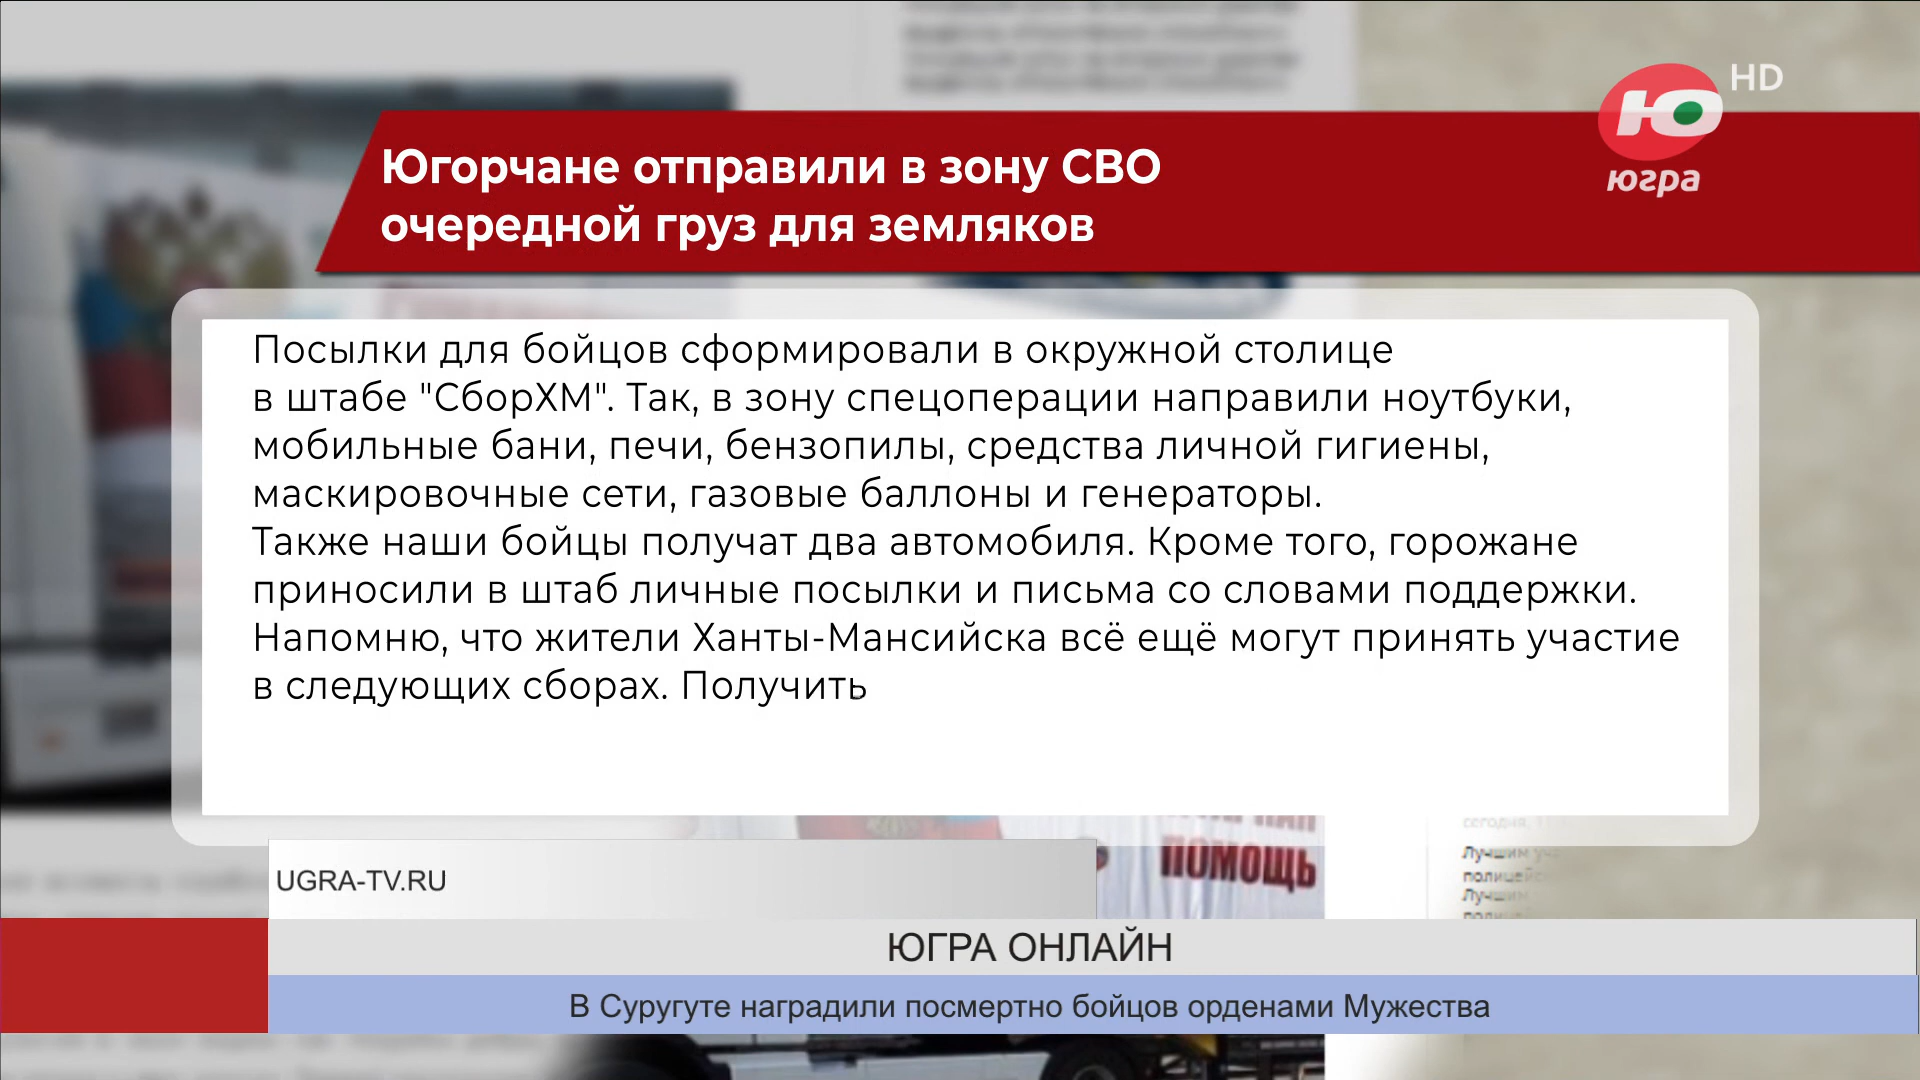 HD
югра
Югорчане отправили в зону СВО
очередной груз для земляков
Посылки для бойцов сформировали в окружной столице
в штабе "СборХМ". Так, в зону спецоперации направили ноутбуки,
мобильные бани, печи, бензопилы, средства личной гигиены,
маскировочные сети, газовые баллоны и генераторы.
Также наши бойцы получат два автомобиля. Кроме того, горожане
приносили в штаб личные посылки и письма со словами поддержки.
Напомню, что жители Ханты-Мансийска всё ещё могут принять участие
в следующих сборах. Получить
ПОМОЩЬ
Лучшим
Лучшим
UGRA-TV.RU
ЮГРА ОНЛАЙН
В Суругуте наградили посмертно бойцов орденами Мужества